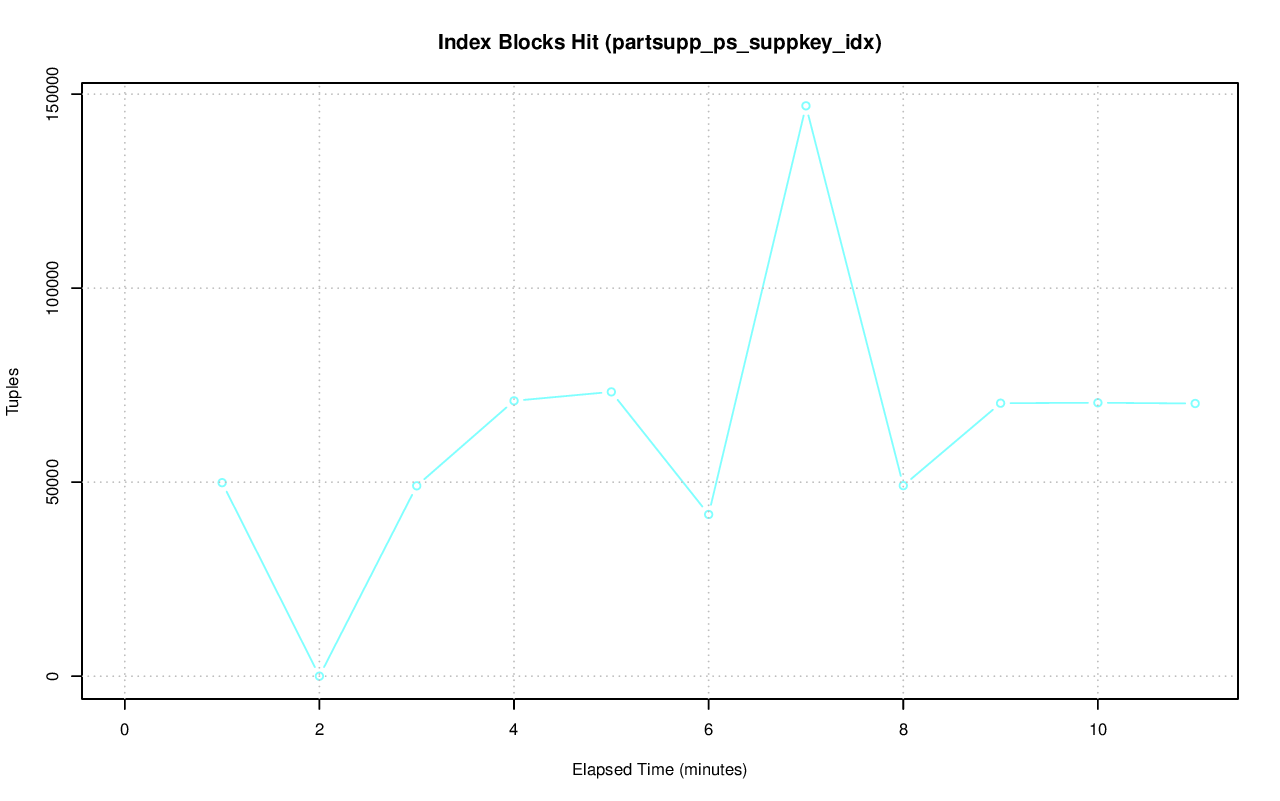 Index Blocks Hit (partsupp_ps_suppkey_idx)
150000
100000
50000
0
Tuples
0 2 4 6 8 10
Elapsed Time (minutes)